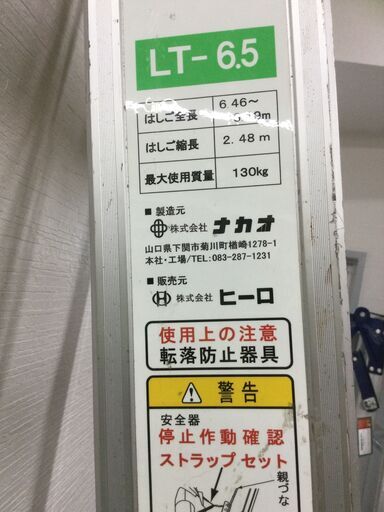 LT-6.5
はしご全長 6.46～
はしご縮長 2.48m
最大使用質量 130kg
■ 製造元
株式会社 ナカオ
山口県下関市菊川町楢崎1278-1
本社・工場/TEL:083-287-1231
■ 販売元
株式会社 ヒーロ
使用上の注意
転落防止器具
警告
安全器
停止作動確認
ストラップセット
親づな